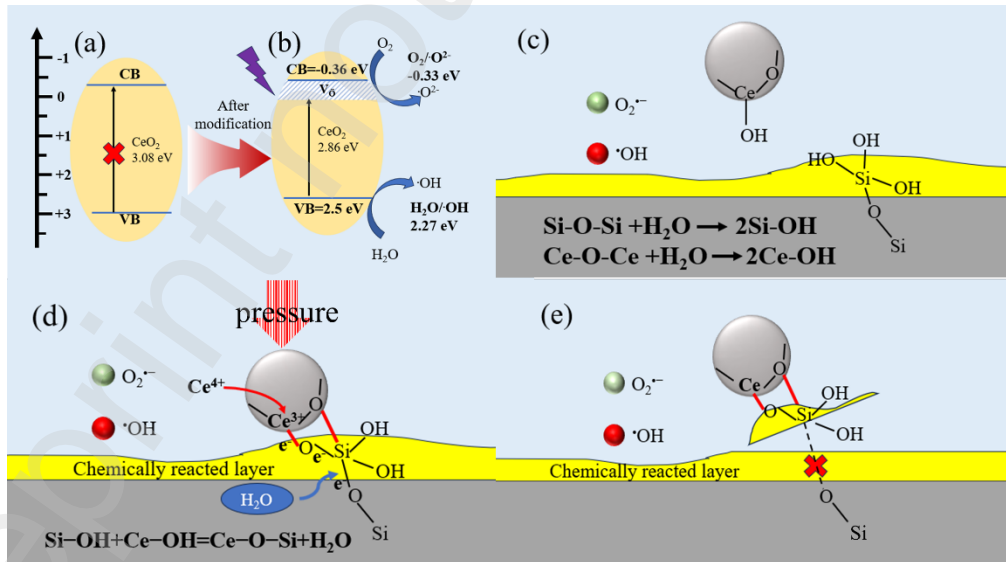 (a)
-1
0
+1
+2
+3
CB
CeO₂
3.08 eV
VB
After
modification
(b)
CB=-0.36 eV
Vö
CeO₂
2.86 eV
VB=2.5 eV
O₂
O₂/·O²⁻
-0.33 eV
·O²⁻
·OH
H₂O/·OH
2.27 eV
H₂O
(c)
O₂•−
•OH
Ce
O
OH
OH
HO
Si
OH
O
Si
Si-O-Si +H₂O → 2Si-OH
Ce-O-Ce +H₂O → 2Ce-OH
(d)
pressure
O₂•−
•OH
Ce⁴⁺
Ce³⁺
O
e⁻
O
e⁻
Si
OH
OH
e⁻
O
Si
Chemically reacted layer
H₂O
Si−OH+Ce−OH=Ce−O−Si+H₂O
(e)
O₂•−
•OH
Ce
O
O
Si
OH
OH
Chemically reacted layer
O
Si